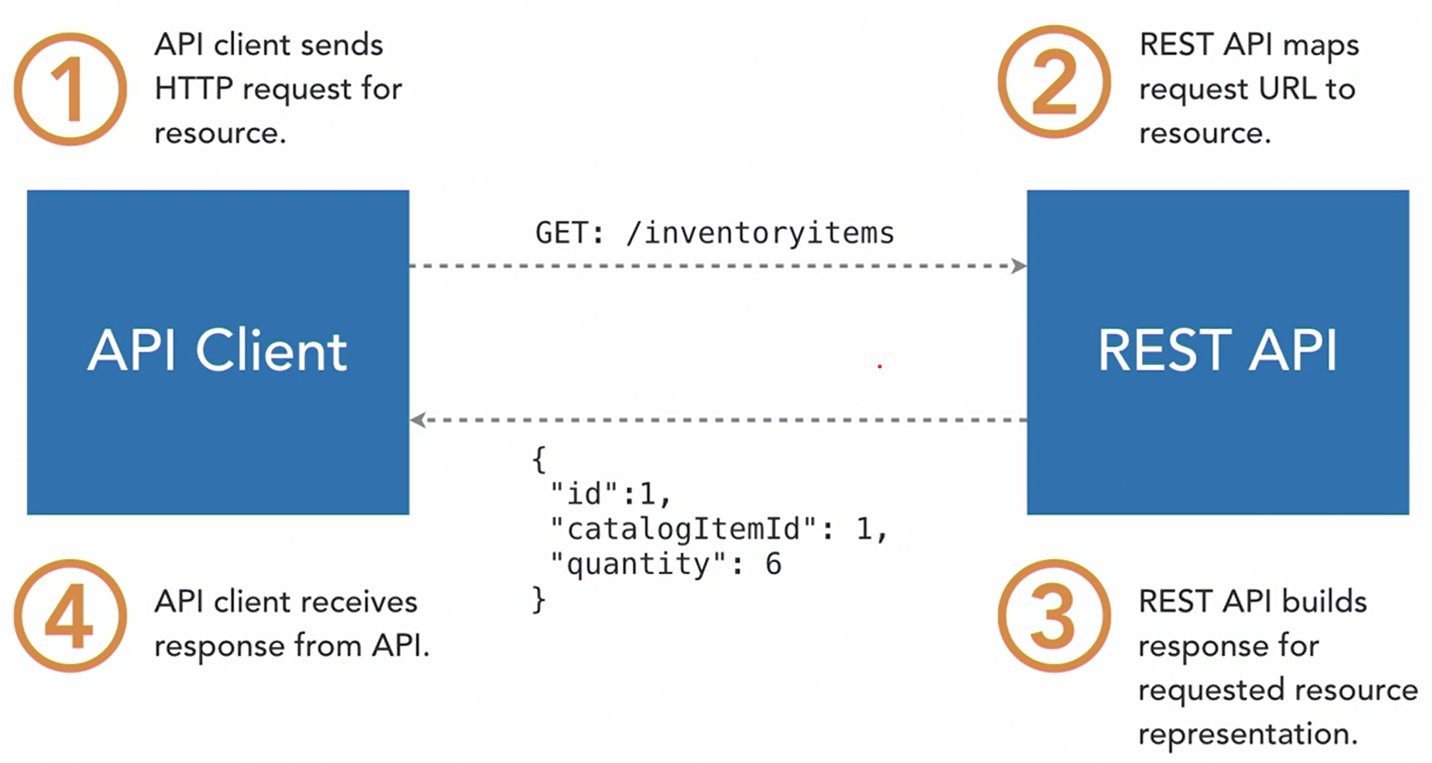 1
API client sends
HTTP request for
resource.
2
REST API maps
request URL to
resource.
GET: /inventoryitems
API Client
REST API
{
"id":1,
"catalogItemId": 1,
"quantity": 6
}
4
API client receives
response from API.
3
REST API builds
response for
requested resource
representation.